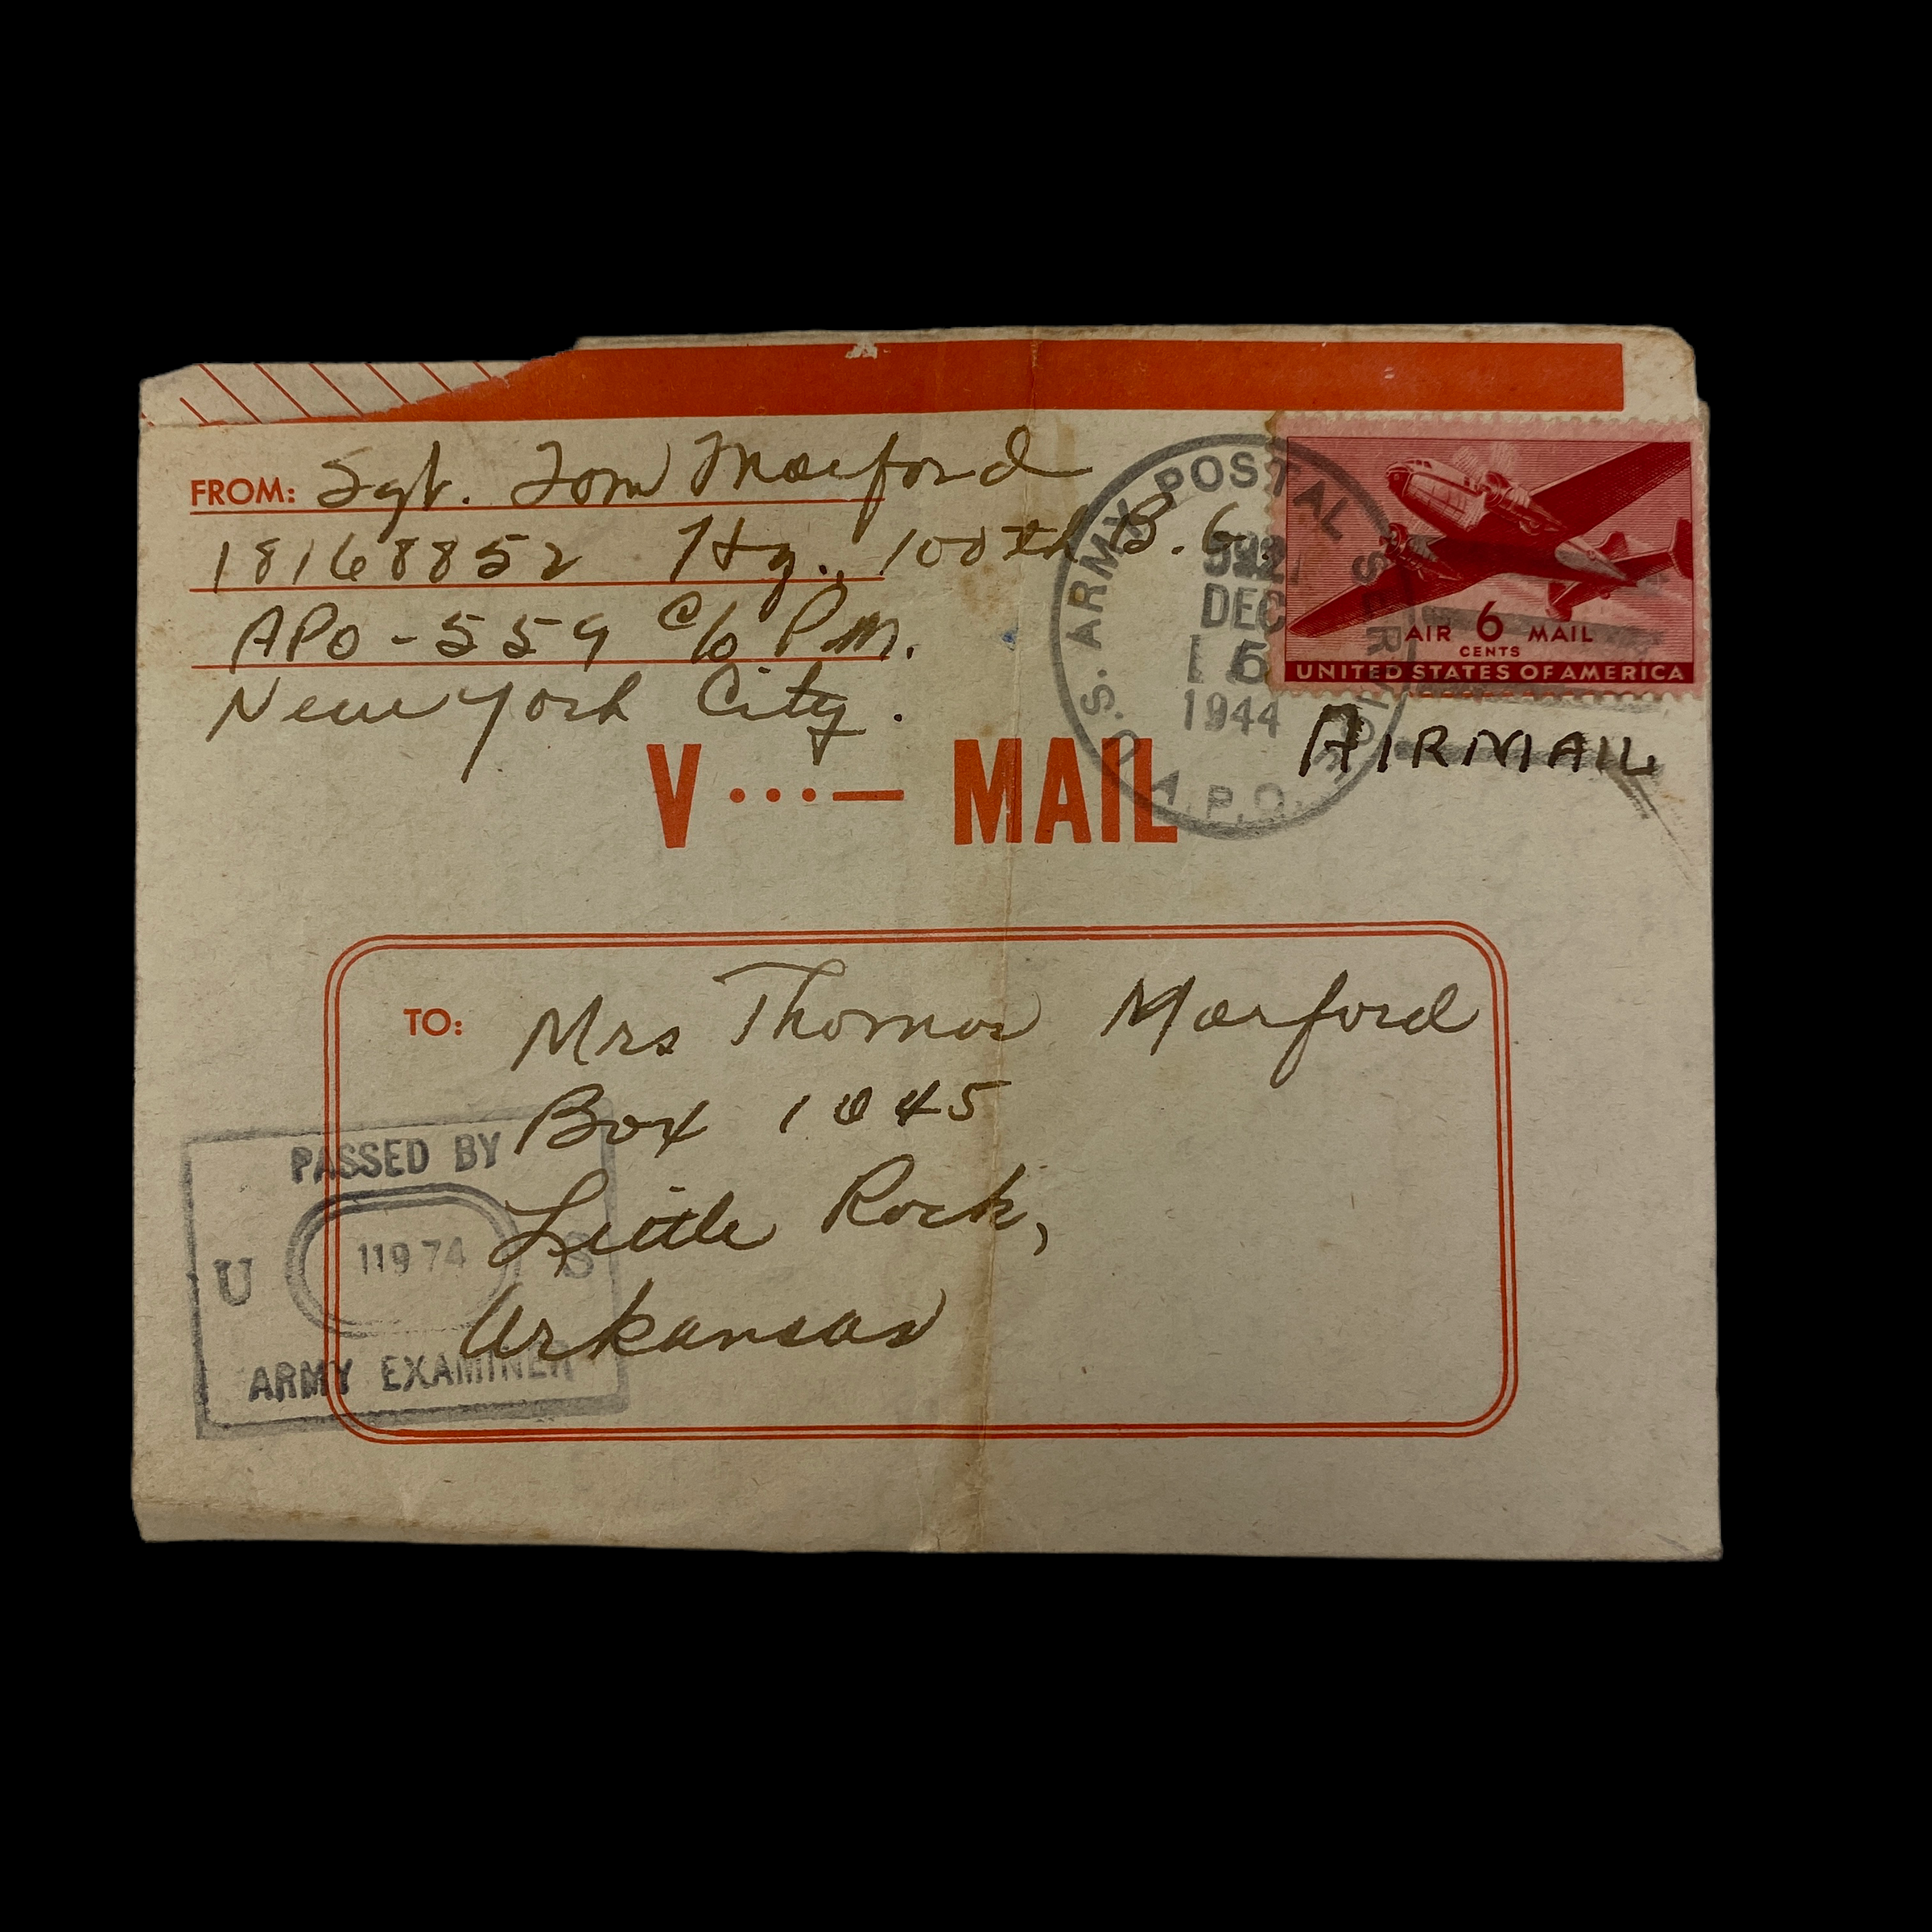 FROM: Sgt. Tom Morford
18168852 Hq., 100th B.G.
APO - 559 c/o P.M.
New York City.
U.S. ARMY POSTAL SERVICE
DEC
5
1944
A.P.O.
AIR 6 MAIL
CENTS
UNITED STATES OF AMERICA
AIRMAIL
V ...— MAIL
TO: Mrs Thomas Morford
Box 1045
Little Rock,
Arkansas
PASSED BY
U 11974 S
ARMY EXAMINER